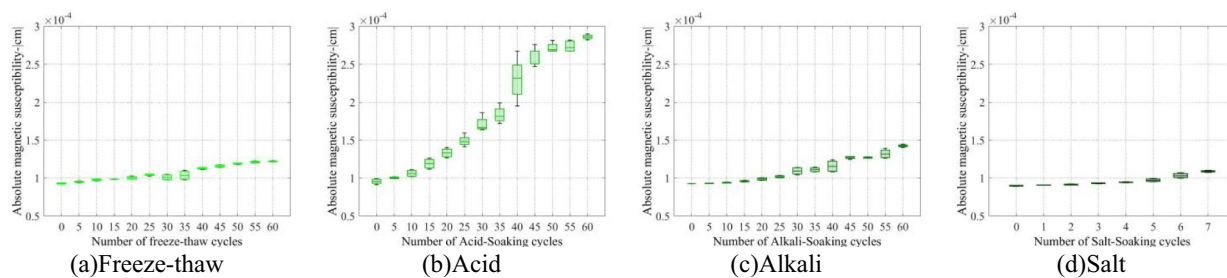 ×10⁻⁴
Absolute magnetic susceptibility-|cm|
3
2.5
2
1.5
1
0.5
0 5 10 15 20 25 30 35 40 45 50 55 60
Number of freeze-thaw cycles
(a)Freeze-thaw
×10⁻⁴
Absolute magnetic susceptibility-|cm|
3
2.5
2
1.5
1
0.5
0 5 10 15 20 25 30 35 40 45 50 55 60
Number of Acid-Soaking cycles
(b)Acid
×10⁻⁴
Absolute magnetic susceptibility-|cm|
3
2.5
2
1.5
1
0.5
0 5 10 15 20 25 30 35 40 45 50 55 60
Number of Alkali-Soaking cycles
(c)Alkali
×10⁻⁴
Absolute magnetic susceptibility-|cm|
3
2.5
2
1.5
1
0.5
0 1 2 3 4 5 6 7
Number of Salt-Soaking cycles
(d)Salt